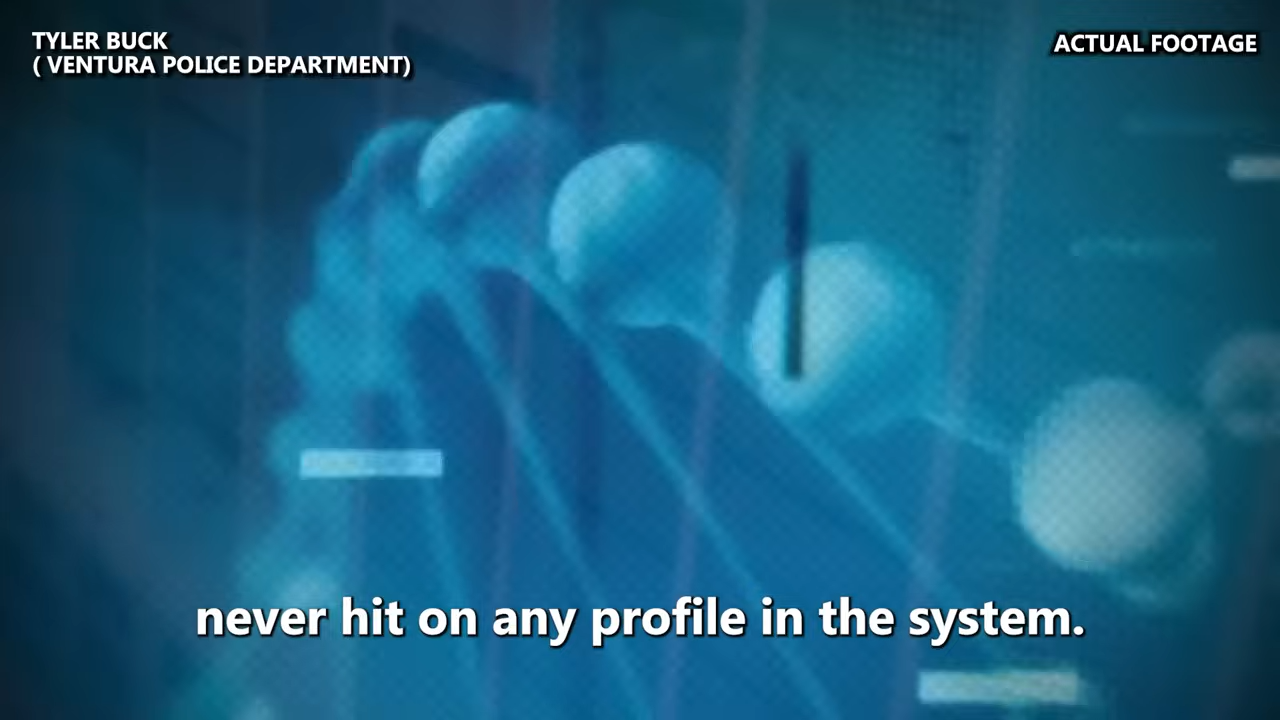 TYLER BUCK
( VENTURA POLICE DEPARTMENT)
ACTUAL FOOTAGE
never hit on any profile in the system.